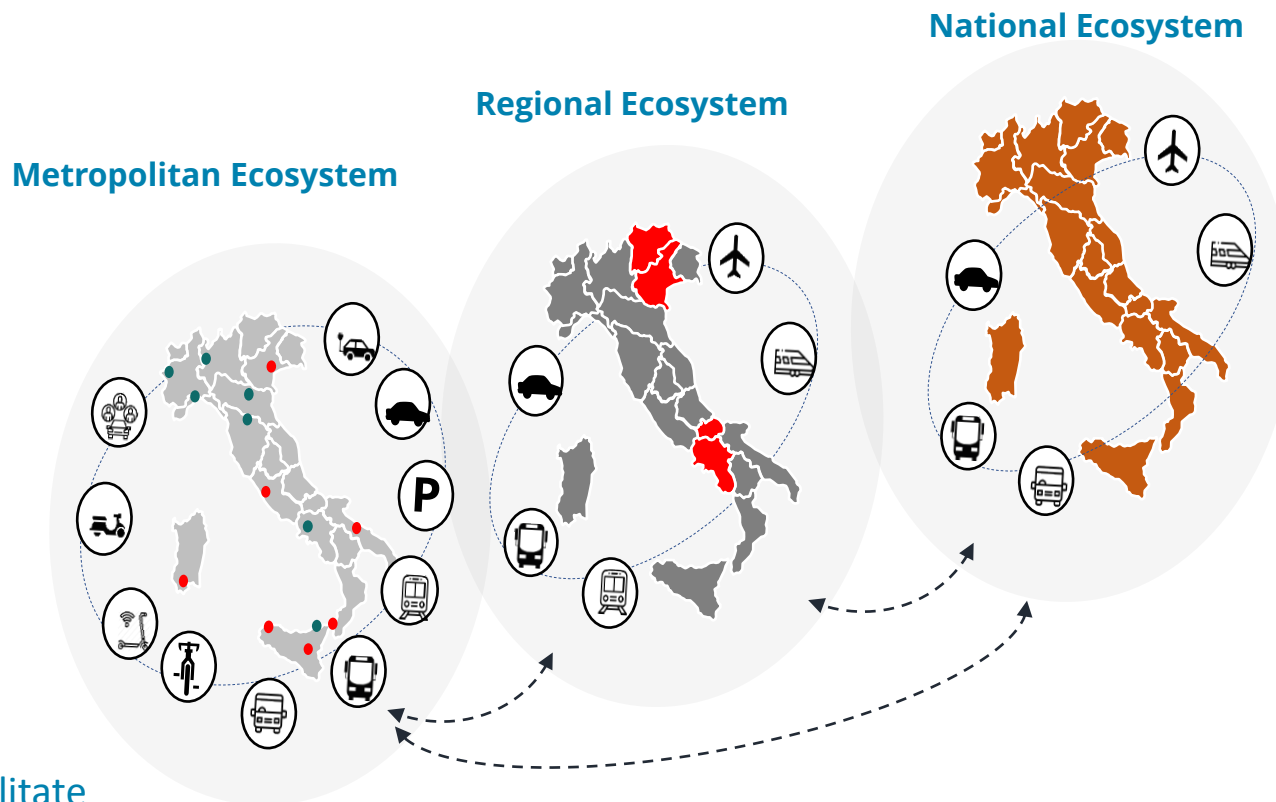 National Ecosystem
Regional Ecosystem
Metropolitan Ecosystem
P
litate